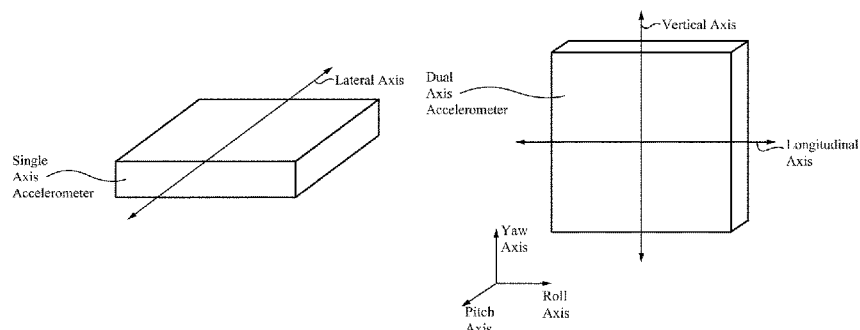 Lateral Axis
Single
Axis
Accelerometer
Vertical Axis
Dual
Axis
Accelerometer
Longitudinal
Axis
Yaw
Axis
Roll
Axis
Pitch
Axis